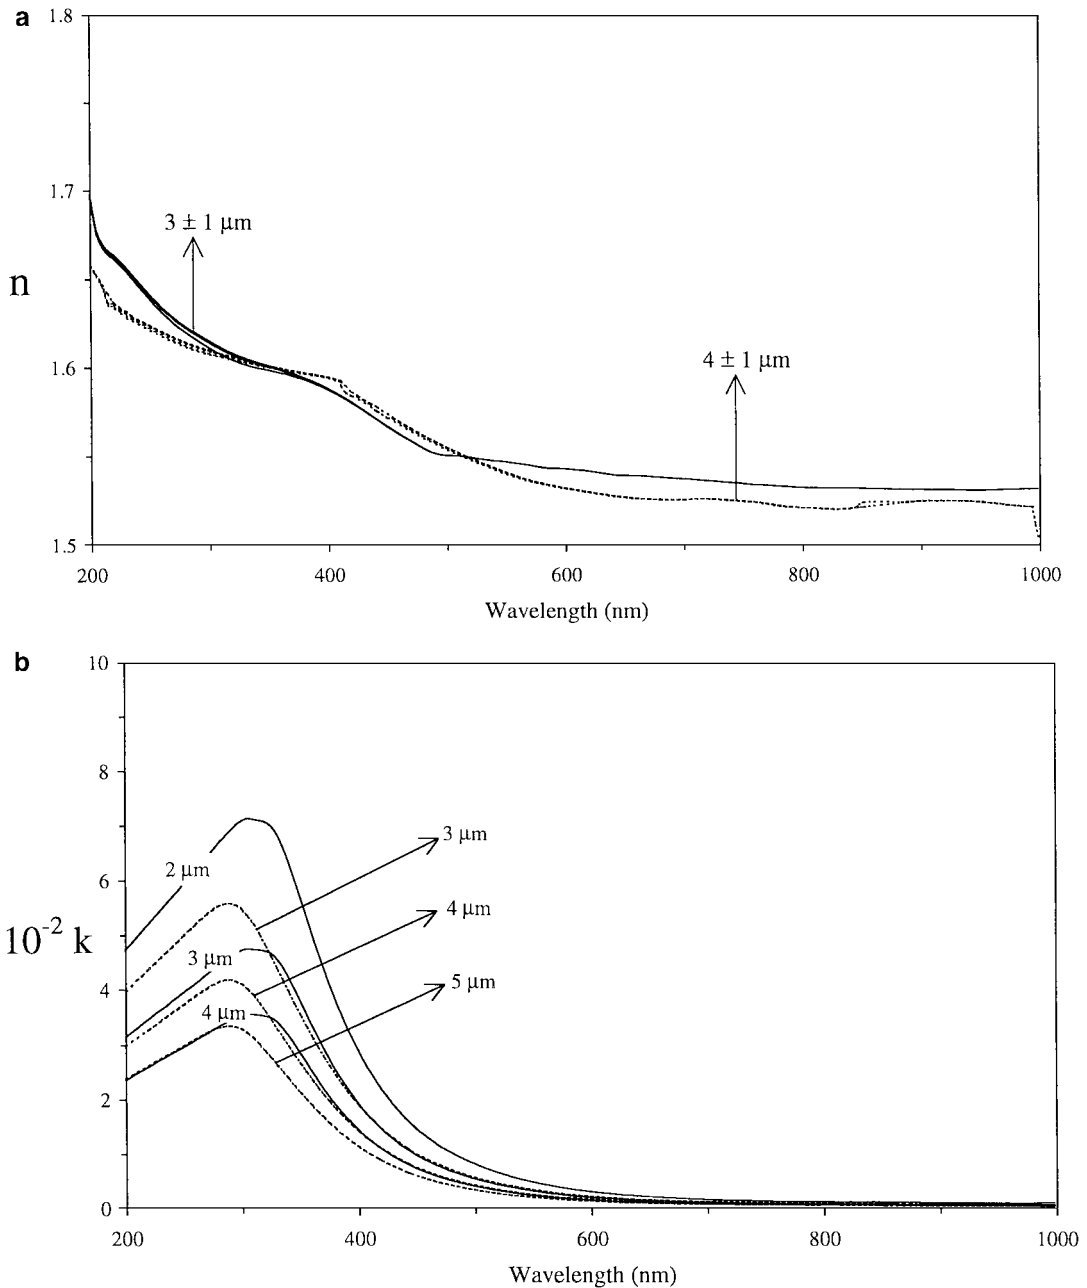 a
1.8
1.7
3 ± 1 µm
n
1.6
4 ± 1 µm
1.5
200
400
600
800
1000
Wavelength (nm)
b
10
8
3 µm
2 µm
6
4 µm
10⁻² k
3 µm
5 µm
4
4 µm
2
0
200
400
600
800
1000
Wavelength (nm)